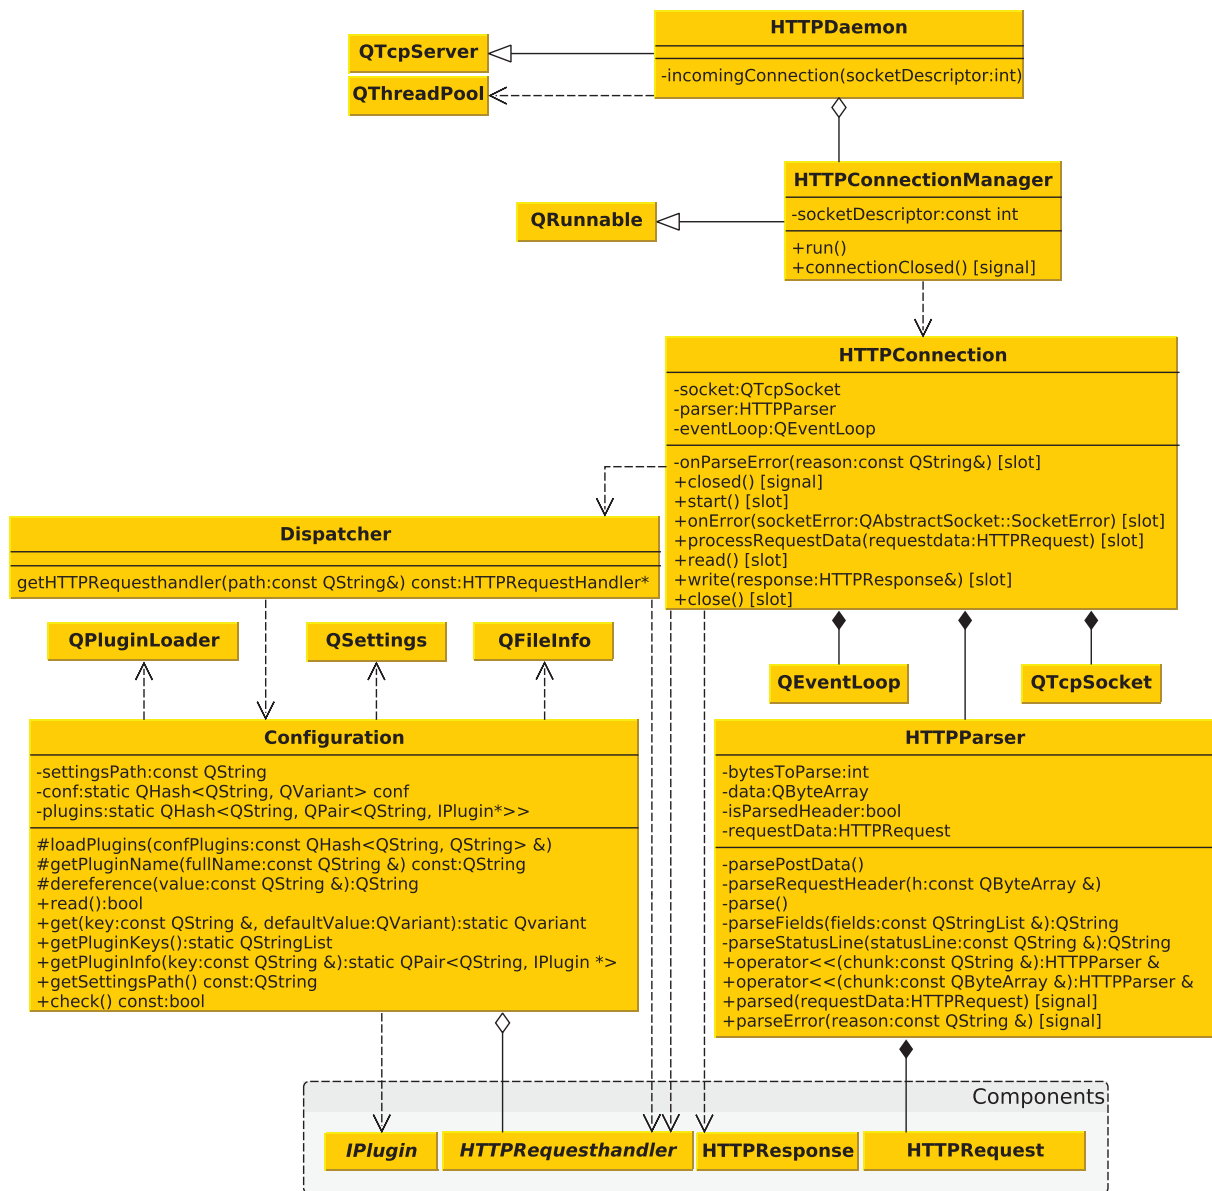 HTTPDaemon
-incomingConnection(socketDescriptor:int)
QTcpServer
QThreadPool
HTTPConnectionManager
-socketDescriptor:const int
+run()
+connectionClosed() [signal]
QRunnable
HTTPConnection
-socket:QTcpSocket
-parser:HTTPParser
-eventLoop:QEventLoop
-onParseError(reason:const QString&) [slot]
+closed() [signal]
+start() [slot]
+onError(socketError:QAbstractSocket::SocketError) [slot]
+processRequestData(requestdata:HTTPRequest) [slot]
+read() [slot]
+write(response:HTTPResponse&) [slot]
+close() [slot]
Dispatcher
getHTTPRequesthandler(path:const QString&) const:HTTPRequestHandler*
QPluginLoader
QSettings
QFileInfo
QEventLoop
QTcpSocket
Configuration
-settingsPath:const QString
-conf:static QHash<QString, QVariant> conf
-plugins:static QHash<QString, QPair<QString, IPlugin*>>
#loadPlugins(confPlugins:const QHash<QString, QString> &)
#getPluginName(fullName:const QString &) const:QString
#dereference(value:const QString &):QString
+read():bool
+get(key:const QString &, defaultValue:QVariant):static Qvariant
+getPluginKeys():static QStringList
+getPluginInfo(key:const QString &):static QPair<QString, IPlugin *>
+getSettingsPath() const:QString
+check() const:bool
HTTPParser
-bytesToParse:int
-data:QByteArray
-isParsedHeader:bool
-requestData:HTTPRequest
-parsePostData()
-parseRequestHeader(h:const QByteArray &)
-parse()
-parseFields(fields:const QStringList &):QString
-parseStatusLine(statusLine:const QString &):QString
+operator<<(chunk:const QString &):HTTPParser &
+operator<<(chunk:const QByteArray &):HTTPParser &
+parsed(requestData:HTTPRequest) [signal]
+parseError(reason:const QString &) [signal]
Components
IPlugin
HTTPRequesthandler
HTTPResponse
HTTPRequest